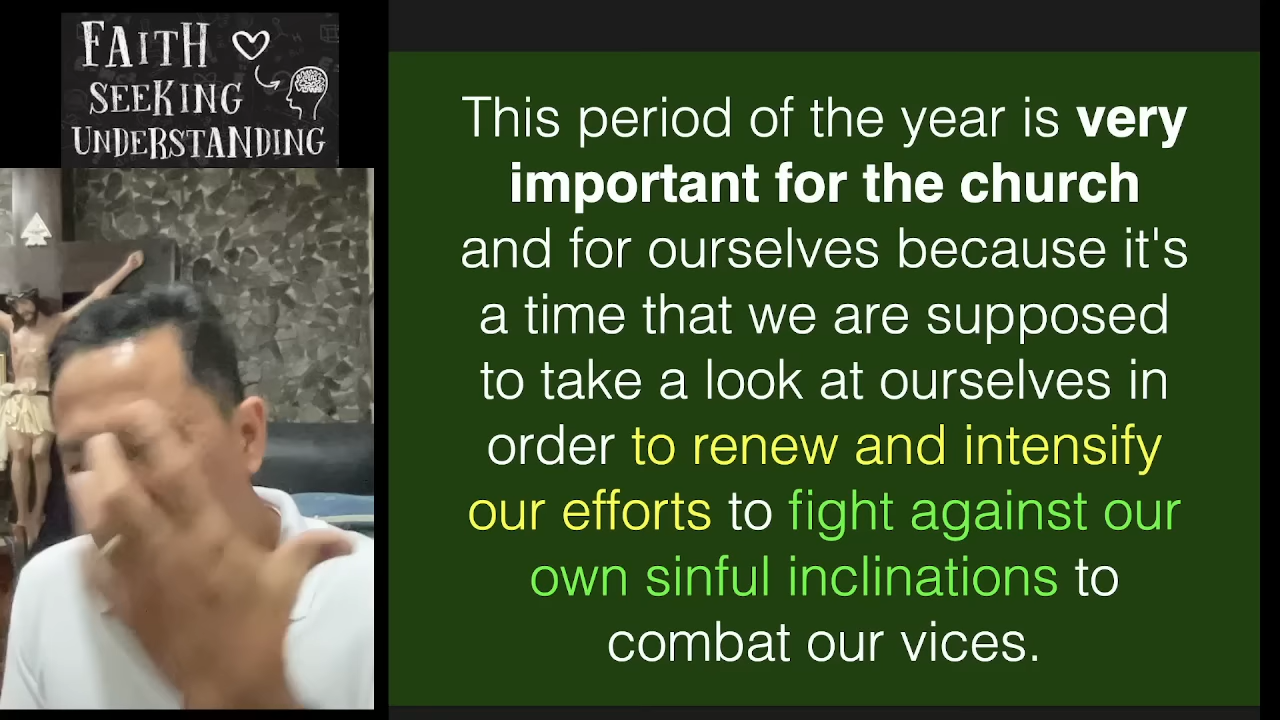 FAITH
SEEKING
UNDERSTANDING
This period of the year is very
important for the church
and for ourselves because it's
a time that we are supposed
to take a look at ourselves in
order to renew and intensify
our efforts to fight against our
own sinful inclinations to
combat our vices.